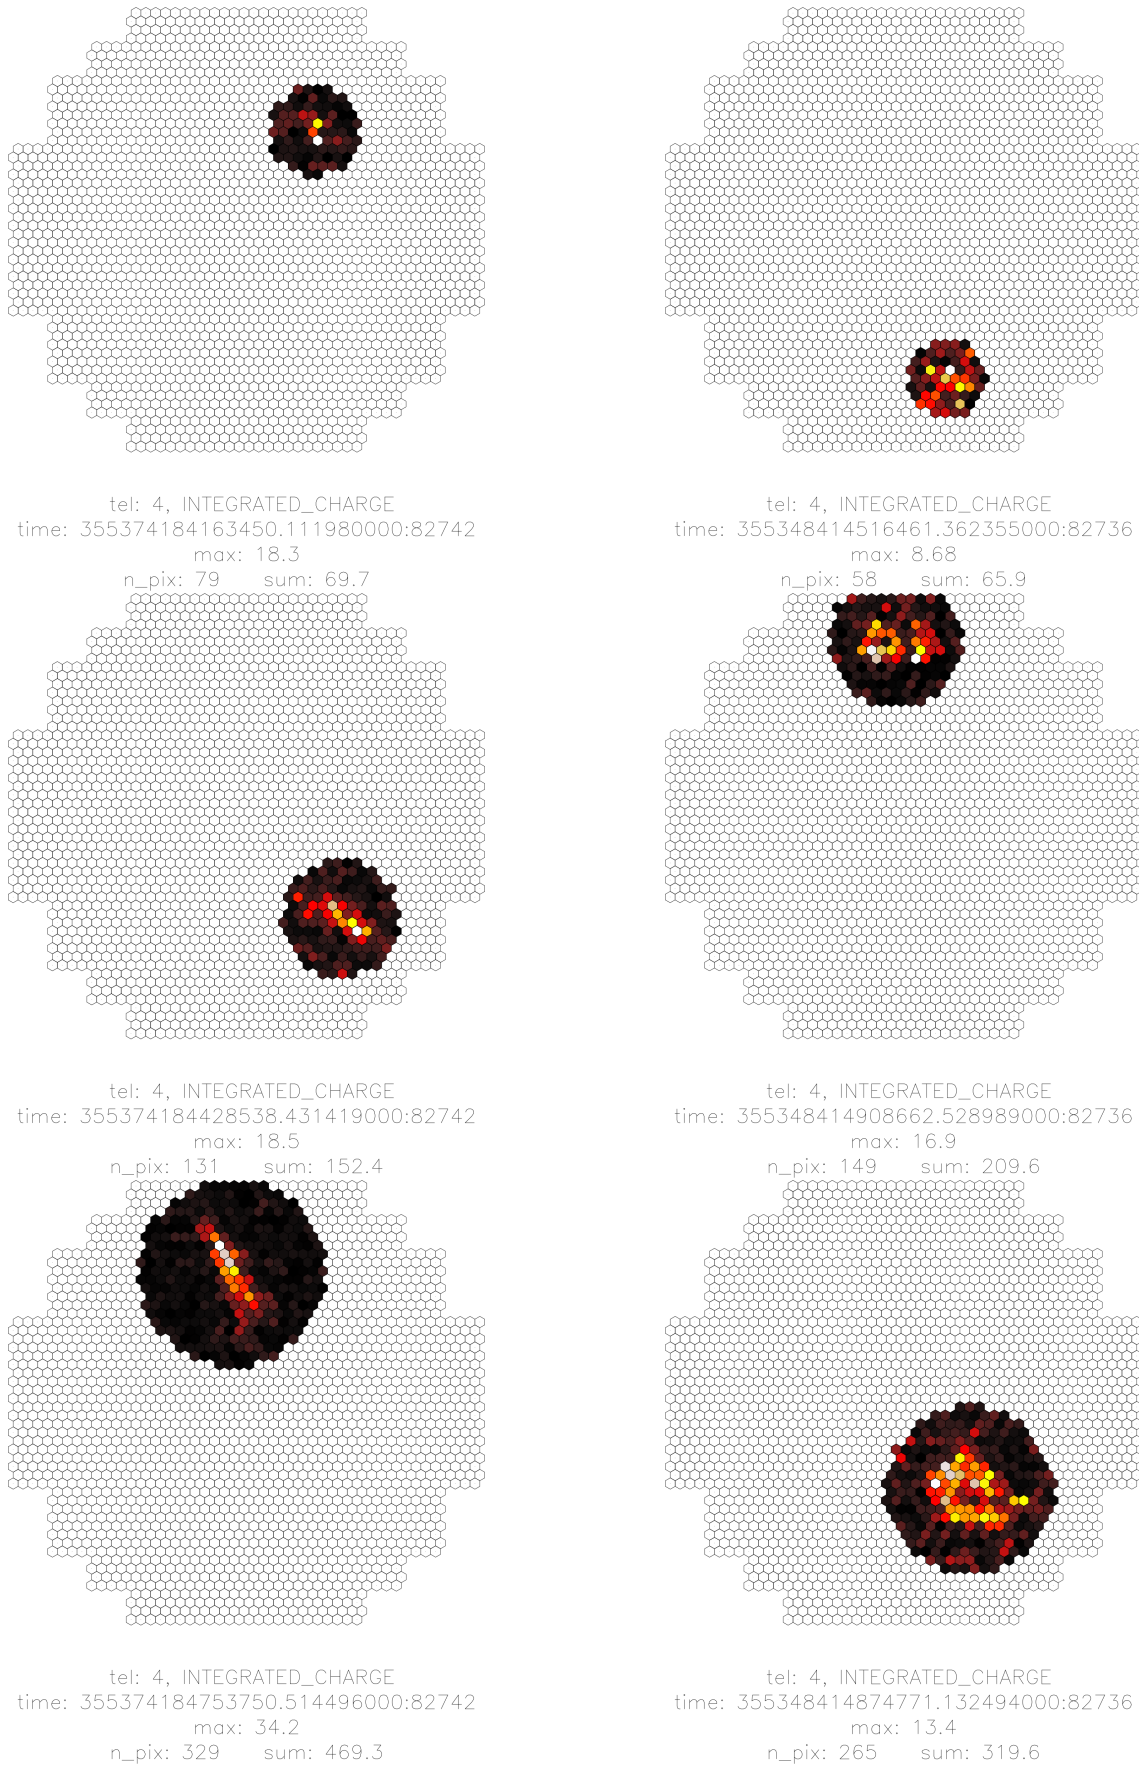 tel: 4, INTEGRATED_CHARGE
time: 355374184163450.111980000:82742
max: 18.3
n_pix: 79 sum: 69.7
tel: 4, INTEGRATED_CHARGE
time: 355348414516461.362355000:82736
max: 8.68
n_pix: 58 sum: 65.9
tel: 4, INTEGRATED_CHARGE
time: 355374184428538.431419000:82742
max: 18.5
n_pix: 131 sum: 152.4
tel: 4, INTEGRATED_CHARGE
time: 355348414908662.528989000:82736
max: 16.9
n_pix: 149 sum: 209.6
tel: 4, INTEGRATED_CHARGE
time: 355374184753750.514496000:82742
max: 34.2
n_pix: 329 sum: 469.3
tel: 4, INTEGRATED_CHARGE
time: 355348414874771.132494000:82736
max: 13.4
n_pix: 265 sum: 319.6